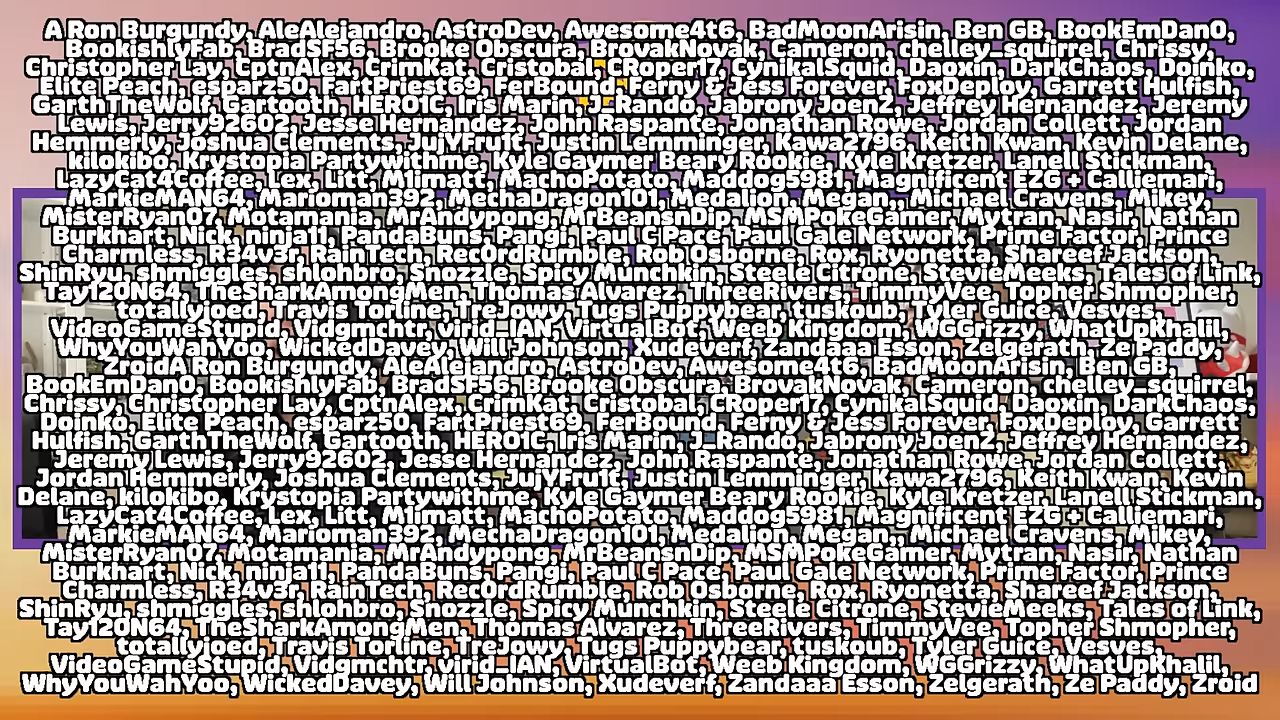 A Ron Burgundy, AleAlejandro, AstroDev, Awesome4t6, BadMoonArisin, Ben GB, BookEmDanO,
BookishlyFab, BradSF56, Brooke Obscura, BrovakNovak, Cameron, chelley_squirrel, Chrissy,
Christopher Lay, CptnAlex, CrimKat, Cristobal, CRoper17, CynikalSquid, Daoxin, DarkChaos, Doinko,
Elite Peach, esparz50, FartPriest69, FerBound, Ferny & Jess Forever, FoxDeploy, Garrett Hulfish,
GarthTheWolf, Gartooth, HERO1C, Iris Marin, J_Rando, Jabrony Joen2, Jeffrey Hernandez, Jeremy
Lewis, Jerry92602, Jesse Hernandez, John Raspante, Jonathan Rowe, Jordan Collett, Jordan
Hemmerly, Joshua Clements, JujYFru1t, Justin Lemminger, Kawa2796, Keith Kwan, Kevin Delane,
kilokibo, Krystopia Partywithme, Kyle Gaymer Beary Rookie, Kyle Kretzer, Lanell Stickman,
LazyCat4Coffee, Lex, Litt, M1imatt, MachoPotato, Maddog5981, Magnificent EZG + Calliemari,
MarkieMAN64, Marioman392, MechaDragon101, Medalion, Megan_, Michael Cravens, Mikey,
MisterRyan07, Motamania, MrAndypong, MrBeansnDip, MSMPokeGamer, Mytran, Nasir, Nathan
Burkhart, Nick, ninja11, PandaBuns, Pangi, Paul C Pace, Paul Gale Network, Prime Factor, Prince
Charmless, R34v3r, RainTech, Rec0rdRumble, Rob Osborne, Rox, Ryonetta, Shareef Jackson,
ShinRyu, shmiggles, shlohbro, Snozzle, Spicy Munchkin, Steele Citrone, StevieMeeks, Tales of Link,
Tay120N64, TheSharkAmongMen, Thomas Alvarez, ThreeRivers, TimmyVee, Topher Shmopher,
totallyjoed, Travis Torline, TreJowy, Tugs Puppybear, tuskoub, Tyler Guice, Vesves,
VideoGameStupid, Vidgmchtr, virid_IAN, VirtualBot, Weeb Kingdom, WGGrizzy, WhatUpKhalil,
WhyYouWahYoo, WickedDavey, Will Johnson, Xudeverf, Zandaaa Esson, Zelgerath, Ze Paddy,
ZroidA Ron Burgundy, AleAlejandro, AstroDev, Awesome4t6, BadMoonArisin, Ben GB,
BookEmDanO, BookishlyFab, BradSF56, Brooke Obscura, BrovakNovak, Cameron, chelley_squirrel,
Chrissy, Christopher Lay, CptnAlex, CrimKat, Cristobal, CRoper17, CynikalSquid, Daoxin, DarkChaos,
Doinko, Elite Peach, esparz50, FartPriest69, FerBound, Ferny & Jess Forever, FoxDeploy, Garrett
Hulfish, GarthTheWolf, Gartooth, HERO1C, Iris Marin, J_Rando, Jabrony Joen2, Jeffrey Hernandez,
Jeremy Lewis, Jerry92602, Jesse Hernandez, John Raspante, Jonathan Rowe, Jordan Collett,
Jordan Hemmerly, Joshua Clements, JujYFru1t, Justin Lemminger, Kawa2796, Keith Kwan, Kevin
Delane, kilokibo, Krystopia Partywithme, Kyle Gaymer Beary Rookie, Kyle Kretzer, Lanell Stickman,
LazyCat4Coffee, Lex, Litt, M1imatt, MachoPotato, Maddog5981, Magnificent EZG + Calliemari,
MarkieMAN64, Marioman392, MechaDragon101, Medalion, Megan_, Michael Cravens, Mikey,
MisterRyan07, Motamania, MrAndypong, MrBeansnDip, MSMPokeGamer, Mytran, Nasir, Nathan
Burkhart, Nick, ninja11, PandaBuns, Pangi, Paul C Pace, Paul Gale Network, Prime Factor, Prince
Charmless, R34v3r, RainTech, Rec0rdRumble, Rob Osborne, Rox, Ryonetta, Shareef Jackson,
ShinRyu, shmiggles, shlohbro, Snozzle, Spicy Munchkin, Steele Citrone, StevieMeeks, Tales of Link,
Tay120N64, TheSharkAmongMen, Thomas Alvarez, ThreeRivers, TimmyVee, Topher Shmopher,
totallyjoed, Travis Torline, TreJowy, Tugs Puppybear, tuskoub, Tyler Guice, Vesves,
VideoGameStupid, Vidgmchtr, virid_IAN, VirtualBot, Weeb Kingdom, WGGrizzy, WhatUpKhalil,
WhyYouWahYoo, WickedDavey, Will Johnson, Xudeverf, Zandaaa Esson, Zelgerath, Ze Paddy, Zroid